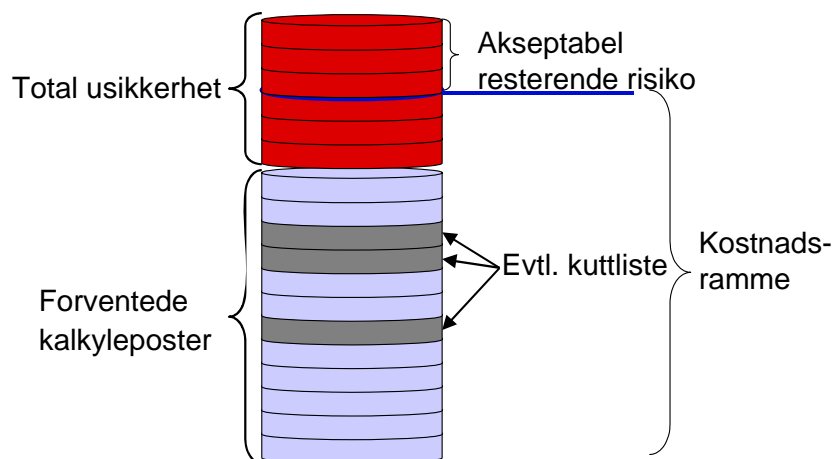 Akseptabel
resterende risiko
Total usikkerhet
Evtl. kuttliste
Kostnads-
ramme
Forventede
kalkyleposter